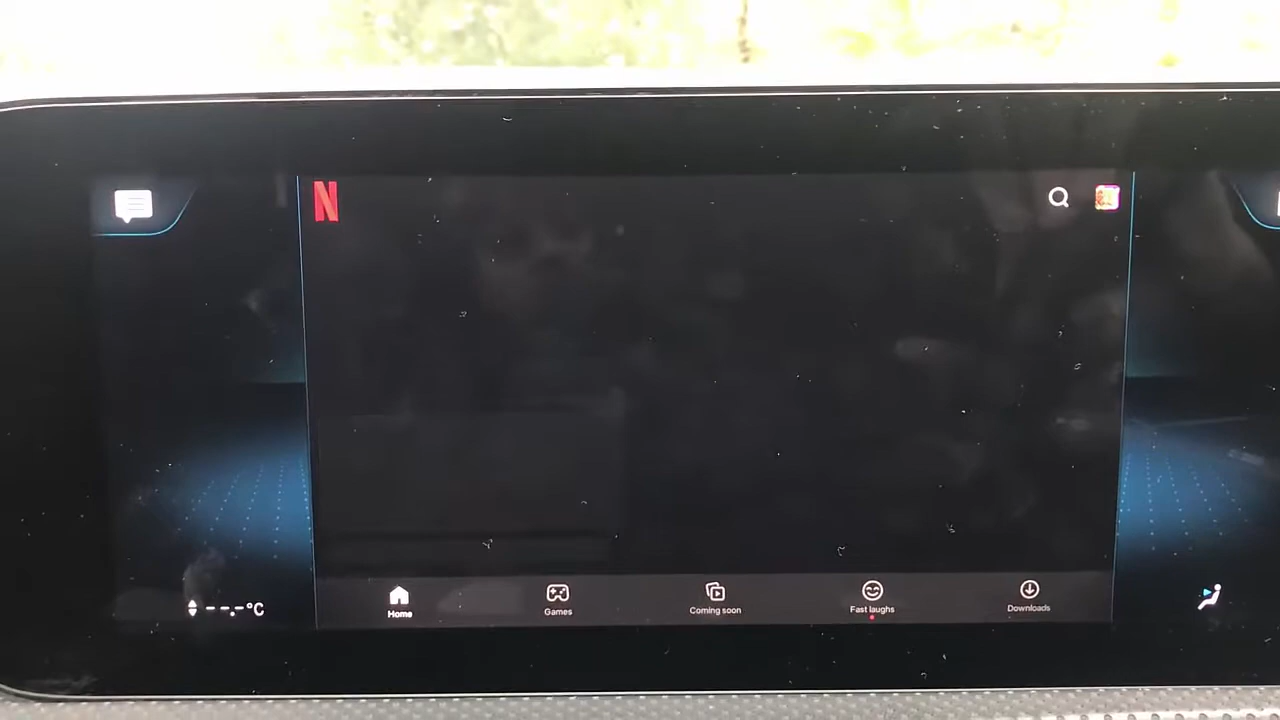 N
--.-°C
Home
Games
Coming soon
Fast laughs
Downloads